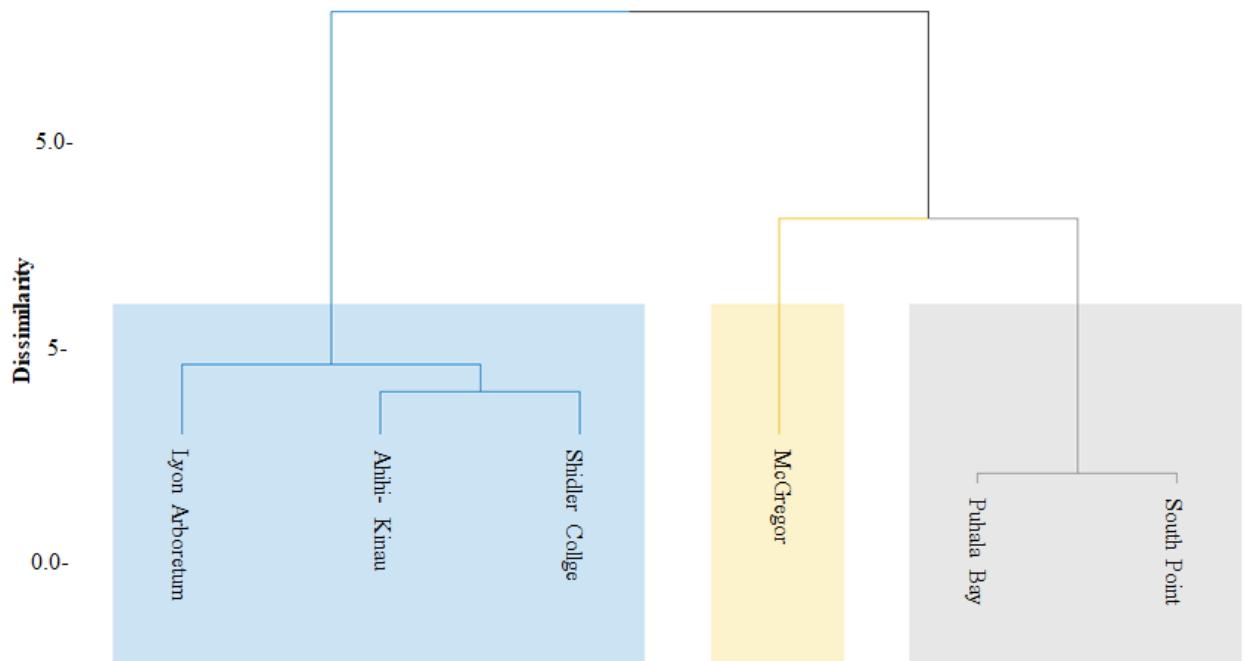 5.0-
Dissimilarity
5-
0.0-
Lyon Arboretum
Ahihi- Kinau
Shidler Collge
McGregor
Puhala Bay
South Point